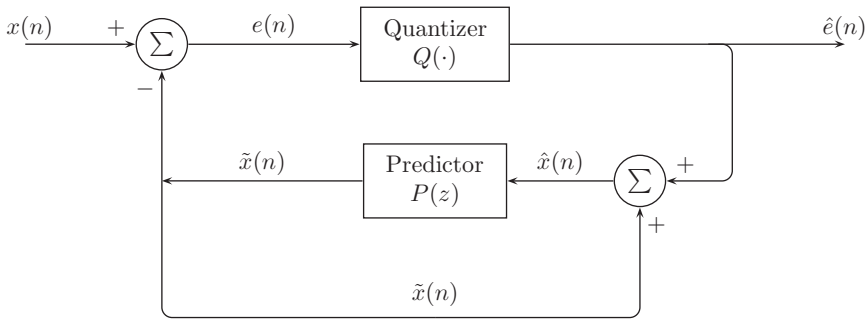 x(n)
+
∑
e(n)
Quantizer
Q(·)
ê(n)
−
x̃(n)
Predictor
P(z)
x̂(n)
∑
+
+
x̃(n)